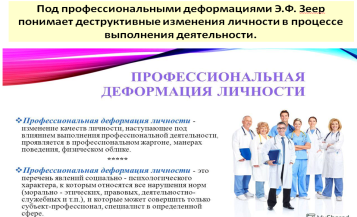 Под профессиональными деформациями Э.Ф. Зеер
понимает деструктивные изменения личности в процессе
выполнения деятельности.
ПРОФЕССИОНАЛЬНАЯ
ДЕФОРМАЦИЯ ЛИЧНОСТИ
Профессиональная деформация личности -
изменение качеств личности, наступающее под
влиянием выполнения профессиональной деятельности,
проявляется в профессиональном жаргоне, манерах
поведения, физическом облике.
*****
Профессиональная деформация личности - это
перечень явлений социально - психологического
характера, к которым относятся все нарушения норм
(морально - этических, правовых, деятельностно-
служебных и т.п.), и которые может совершить только
субъект-профессионал, специалист в определенной
сфере.